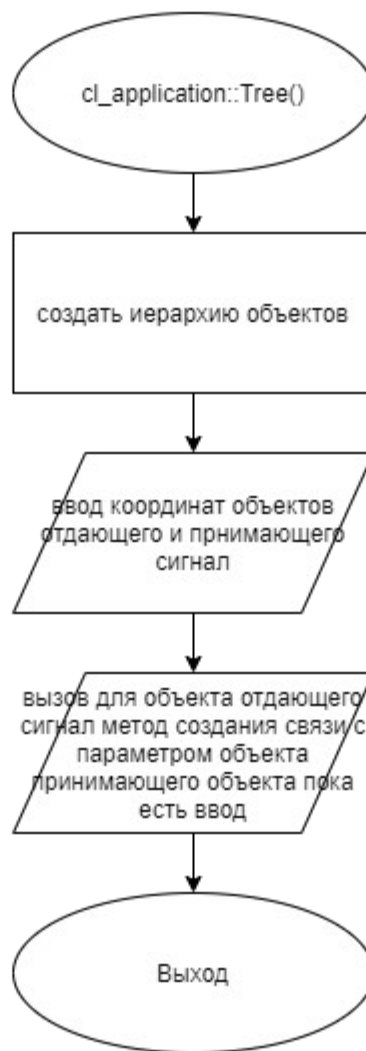 cl_application::Tree()
создать иерархию объектов
ввод координат объектов
отдающего и прнимающего
сигнал
вызов для объекта отдающего
сигнал метод создания связи с
параметром объекта
принимающего объекта пока
есть ввод
Выход